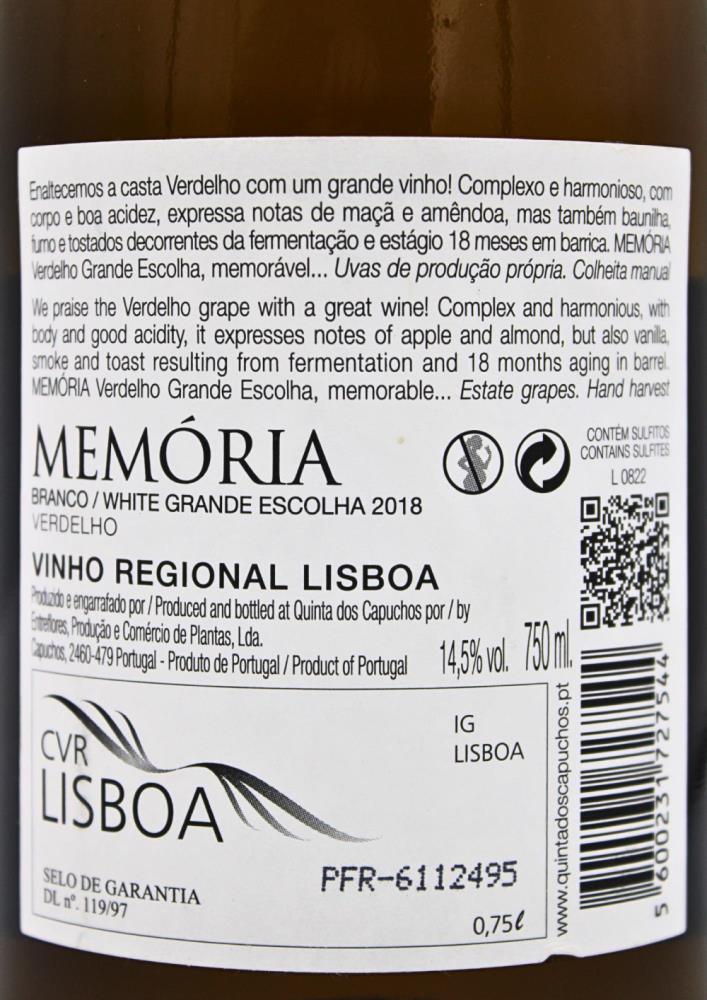 Enaltecemos a casta Verdelho com um grande vinho! Complexo e harmonioso, com
corpo e boa acidez, expressa notas de maçã e amêndoa, mas também baunilha,
fumo e tostados decorrentes da fermentação e estágio 18 meses em barrica. MEMÓRIA
Verdelho Grande Escolha, memorável... Uvas de produção própria. Colheita manual
We praise the Verdelho grape with a great wine! Complex and harmonious, with
body and good acidity, it expresses notes of apple and almond, but also vanilla,
smoke and toast resulting from fermentation and 18 months aging in barrel.
MEMÓRIA Verdelho Grande Escolha, memorable... Estate grapes. Hand harvest
MEMÓRIA
BRANCO / WHITE GRANDE ESCOLHA 2018
VERDELHO
CONTÉM SULFITOS
CONTAINS SULFITES
L 0822
VINHO REGIONAL LISBOA
Produzido e engarrafado por / Produced and bottled at Quinta dos Capuchos por / by
Entreflores, Produção e Comércio de Plantas, Lda.
Capuchos, 2460-479 Portugal - Produto de Portugal / Product of Portugal
14,5% vol. 750 ml.
CVR
LISBOA
IG
LISBOA
SELO DE GARANTIA
DL nº. 119/97
PFR-6112495
0,75ℓ
www.quintadoscapuchos.pt
5 600231 727544